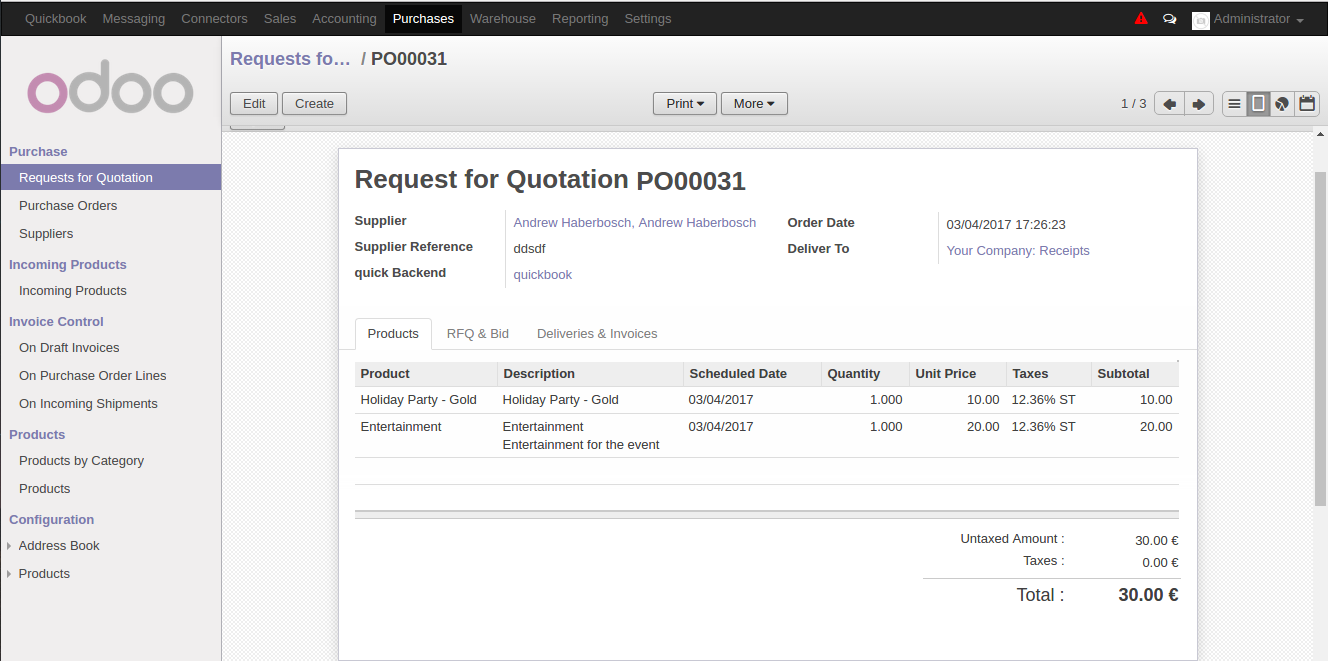 Quickbook Messaging Connectors Sales Accounting Purchases Warehouse Reporting Settings Administrator
odoo
Requests fo… / PO00031
Edit Create Print More 1 / 3
Purchase
Requests for Quotation
Purchase Orders
Suppliers
Incoming Products
Incoming Products
Invoice Control
On Draft Invoices
On Purchase Order Lines
On Incoming Shipments
Products
Products by Category
Products
Configuration
Address Book
Products
Request for Quotation PO00031
Supplier Andrew Haberbosch, Andrew Haberbosch
Supplier Reference ddsdf
quick Backend quickbook
Order Date 03/04/2017 17:26:23
Deliver To Your Company: Receipts
Products RFQ & Bid Deliveries & Invoices
Product Description Scheduled Date Quantity Unit Price Taxes Subtotal
Holiday Party - Gold Holiday Party - Gold 03/04/2017 1.000 10.00 12.36% ST 10.00
Entertainment Entertainment 03/04/2017 1.000 20.00 12.36% ST 20.00
Entertainment for the event
Untaxed Amount : 30.00 €
Taxes : 0.00 €
Total : 30.00 €